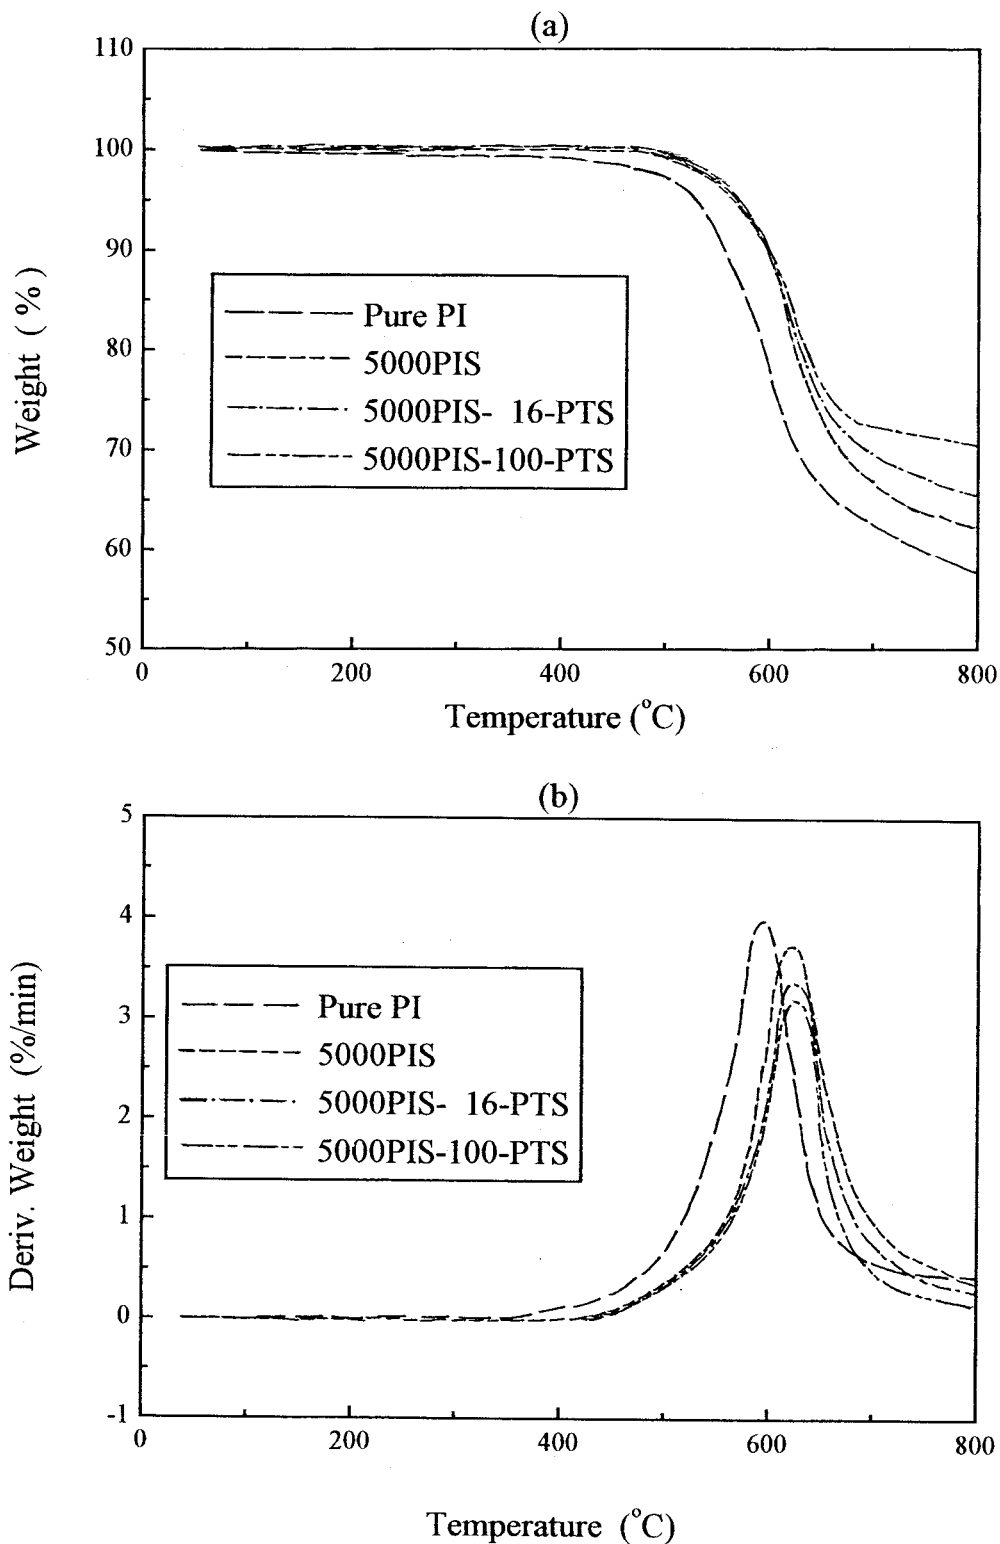 (a)
110
100
90
80
70
60
50
Weight ( % )
Pure PI
5000PIS
5000PIS- 16-PTS
5000PIS-100-PTS
0 200 400 600 800
Temperature (°C)
(b)
5
4
3
2
1
0
-1
Deriv. Weight (%/min)
Pure PI
5000PIS
5000PIS- 16-PTS
5000PIS-100-PTS
0 200 400 600 800
Temperature (°C)